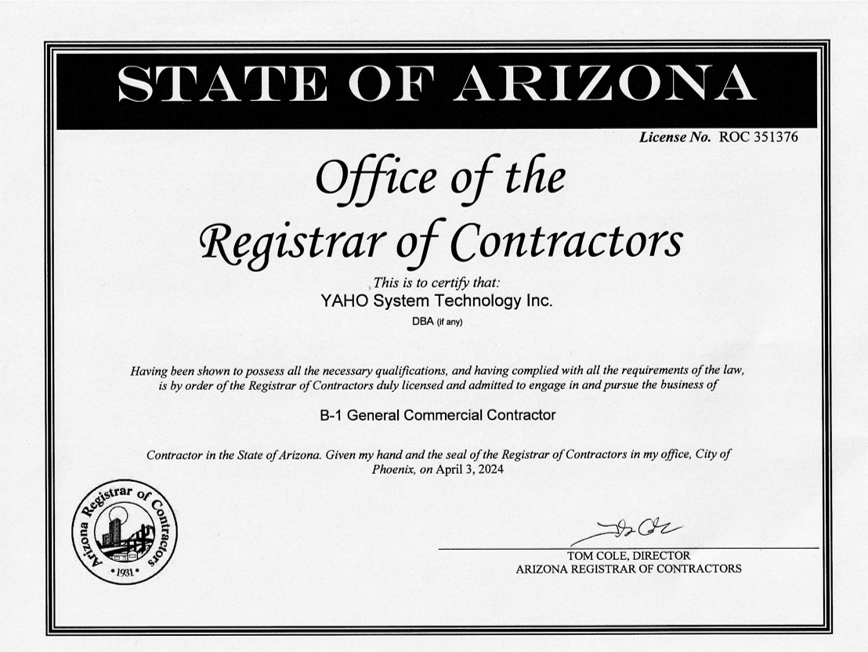 STATE OF ARIZONA
License No. ROC 351376
Office of the
Registrar of Contractors
This is to certify that:
YAHO System Technology Inc.
DBA (if any)
Having been shown to possess all the necessary qualifications, and having complied with all the requirements of the law,
is by order of the Registrar of Contractors duly licensed and admitted to engage in and pursue the business of
B-1 General Commercial Contractor
Contractor in the State of Arizona. Given my hand and the seal of the Registrar of Contractors in my office, City of
Phoenix, on April 3, 2024
Arizona Registrar of Contractors
• 1931 •
TOM COLE, DIRECTOR
ARIZONA REGISTRAR OF CONTRACTORS